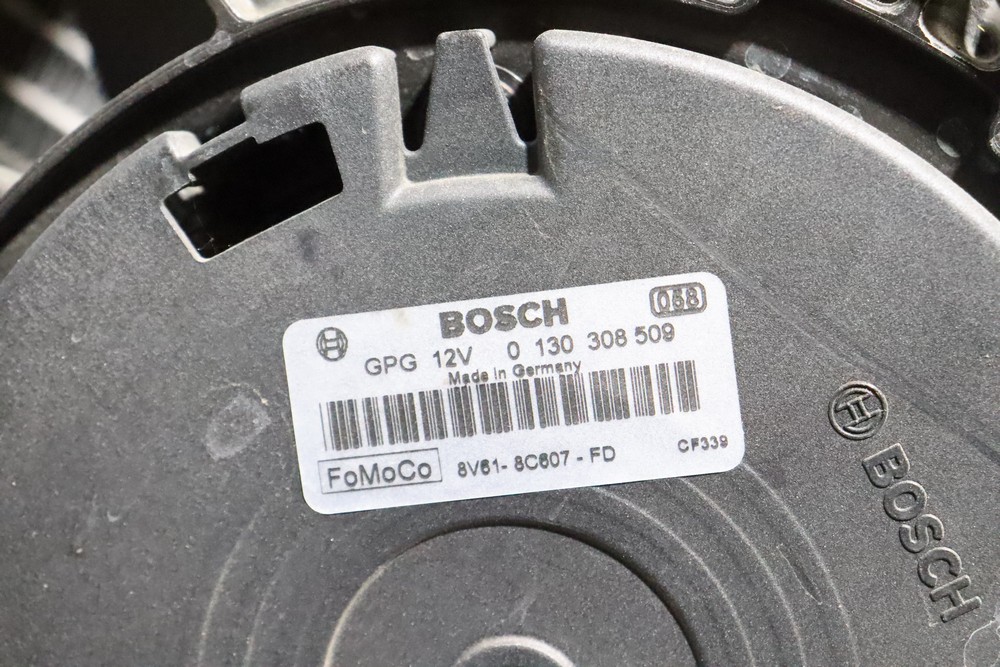 BOSCH
068
GPG 12V 0 130 308 509
Made in Germany
FoMoCo 8V61- 8C607 - FD CF339
BOSCH